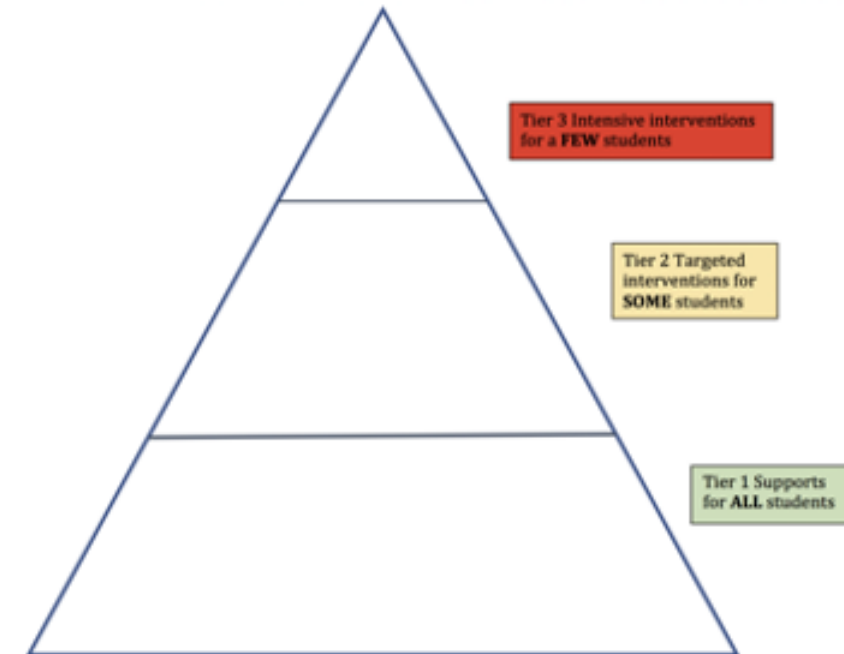 Tier 3 Intensive interventions
for a FEW students
Tier 2 Targeted
interventions for
SOME students
Tier 1 Supports
for ALL students